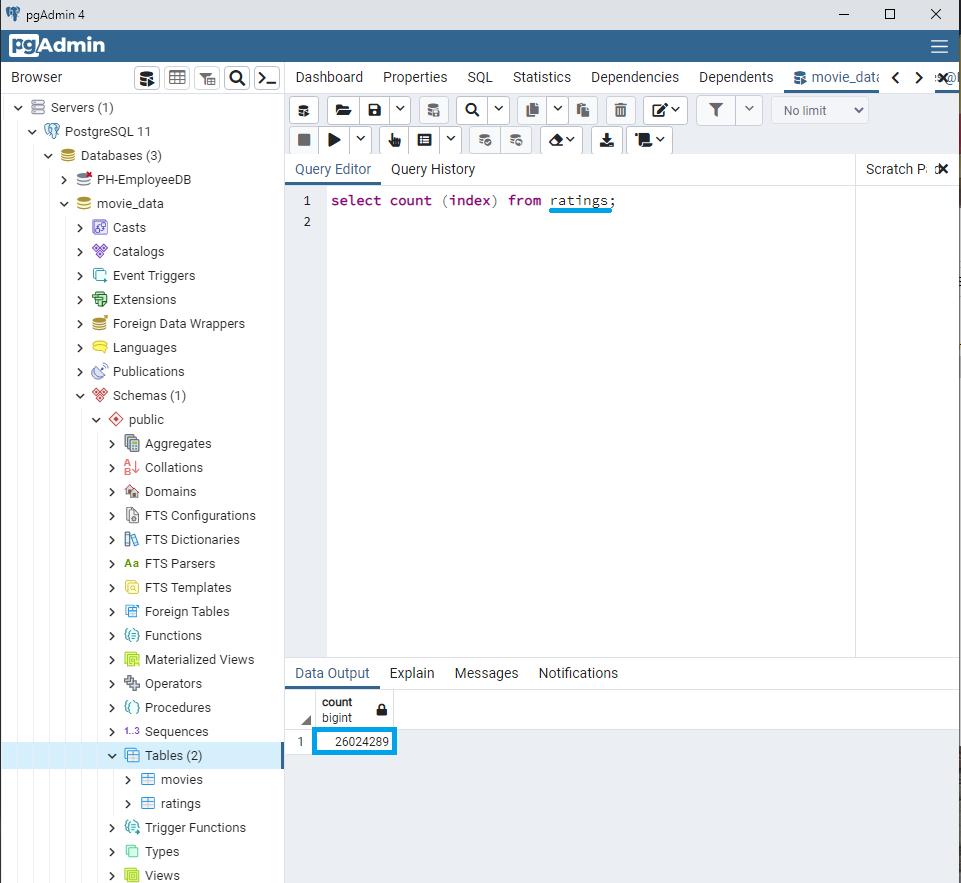 pgAdmin 4
pgAdmin
Browser
Dashboard Properties SQL Statistics Dependencies Dependents movie_data
Servers (1)
PostgreSQL 11
Databases (3)
PH-EmployeeDB
movie_data
Casts
Catalogs
Event Triggers
Extensions
Foreign Data Wrappers
Languages
Publications
Schemas (1)
public
Aggregates
Collations
Domains
FTS Configurations
FTS Dictionaries
Aa FTS Parsers
FTS Templates
Foreign Tables
Functions
Materialized Views
Operators
Procedures
1..3 Sequences
Tables (2)
movies
ratings
Trigger Functions
Types
Views
No limit
Query Editor Query History
Scratch Pa
1 select count (index) from ratings;
2
Data Output Explain Messages Notifications
count
bigint
1 26024289